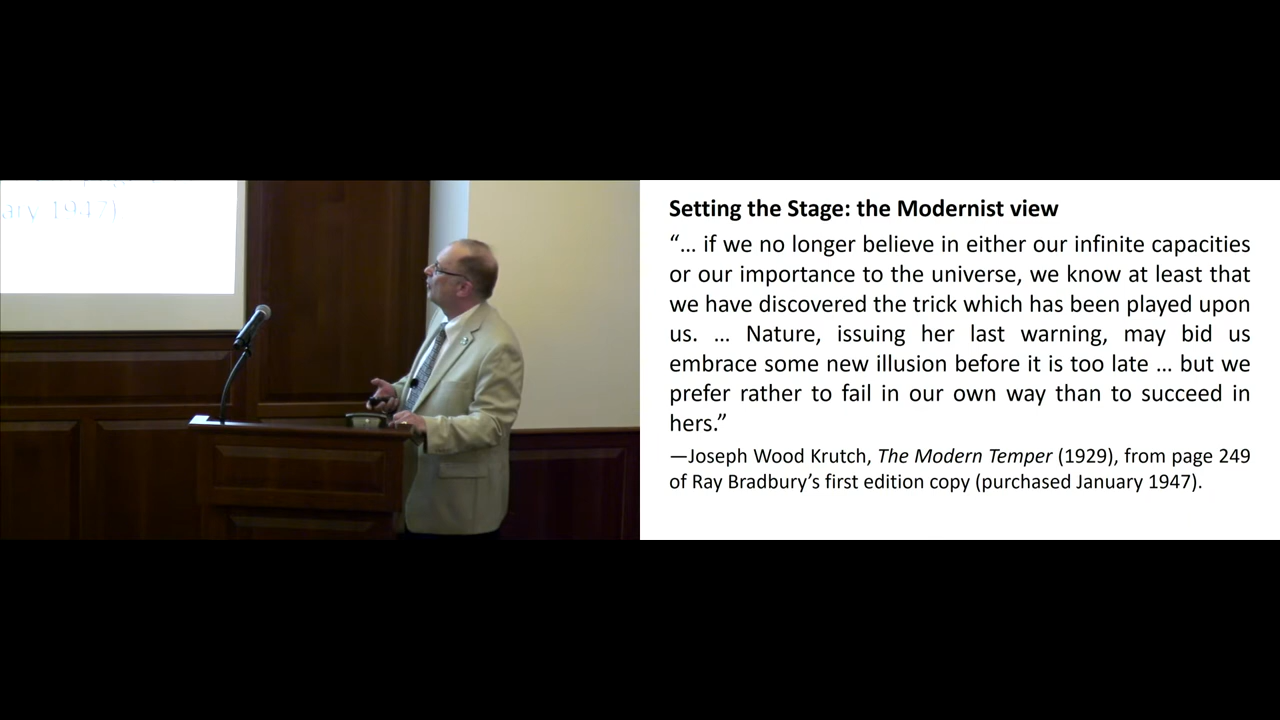 ary 1947)
Setting the Stage: the Modernist view
“… if we no longer believe in either our infinite capacities
or our importance to the universe, we know at least that
we have discovered the trick which has been played upon
us. … Nature, issuing her last warning, may bid us
embrace some new illusion before it is too late … but we
prefer rather to fail in our own way than to succeed in
hers.”
—Joseph Wood Krutch, The Modern Temper (1929), from page 249
of Ray Bradbury’s first edition copy (purchased January 1947).